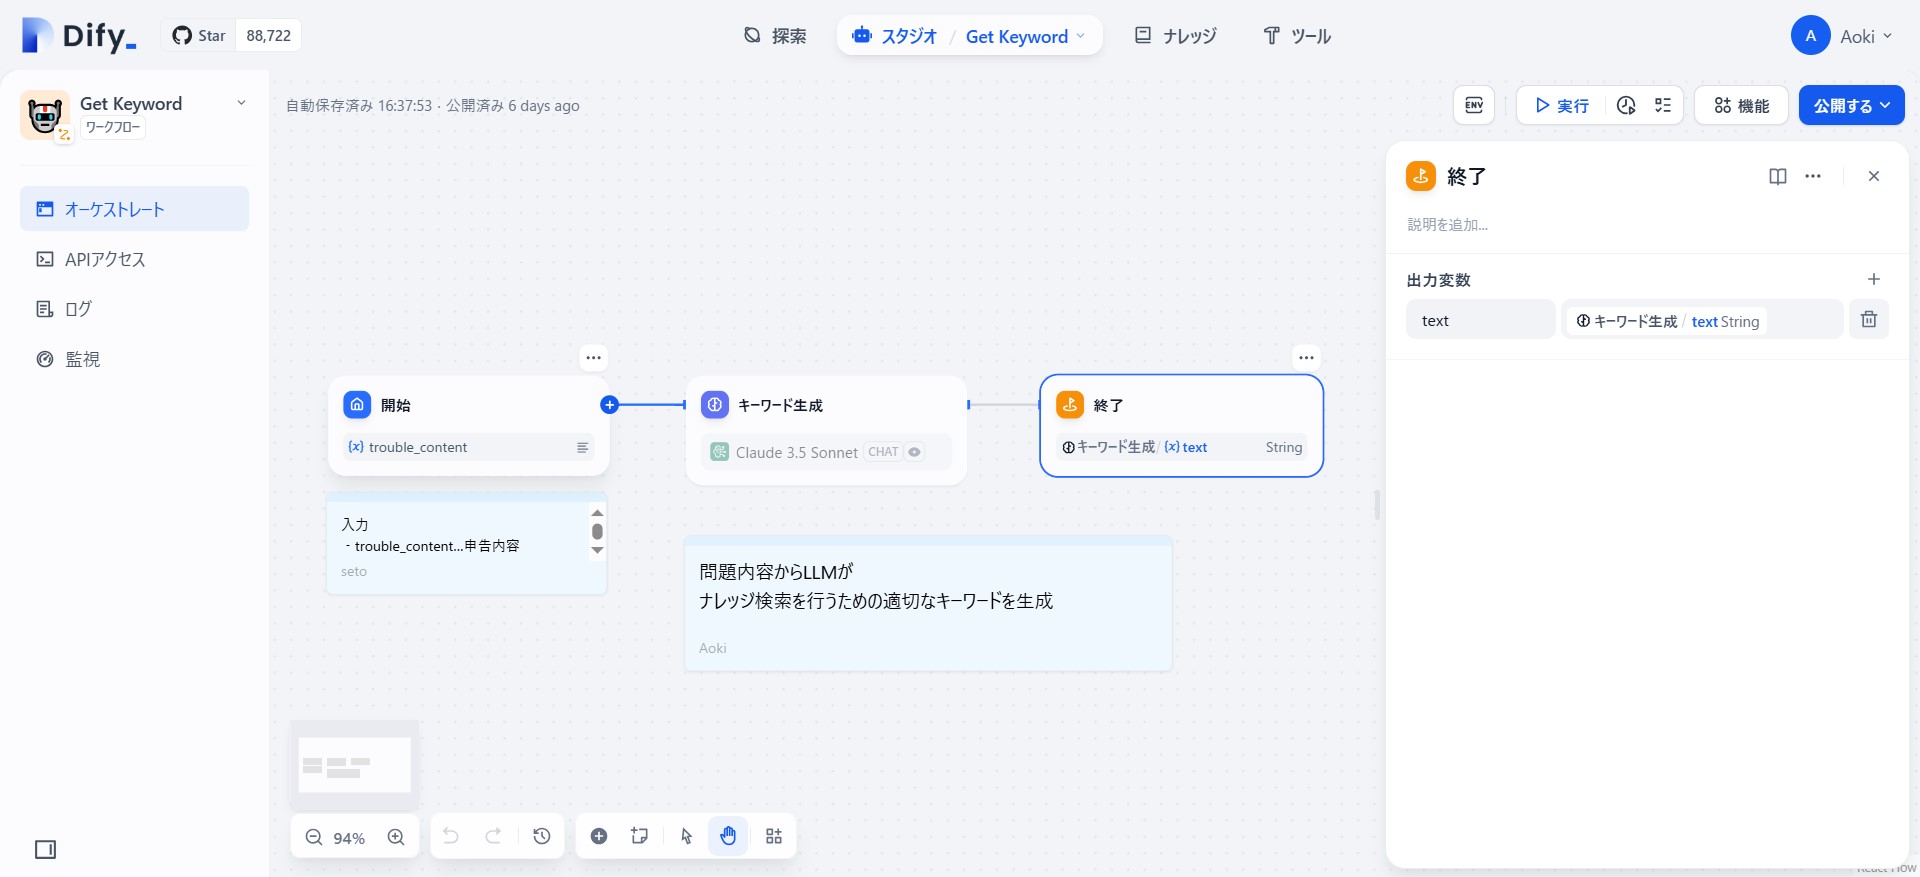 Dify_
Star 88,722
探索
スタジオ / Get Keyword
ナレッジ
ツール
A Aoki
Get Keyword
ワークフロー
オーケストレート
APIアクセス
ログ
監視
自動保存済み 16:37:53 · 公開済み 6 days ago
ENV
実行
機能
公開する
開始
{x} trouble_content
入力
- trouble_content...申告内容
seto
キーワード生成
Claude 3.5 Sonnet CHAT
終了
キーワード生成 / {x} text String
問題内容からLLMが
ナレッジ検索を行うための適切なキーワードを生成
Aoki
94%
終了
説明を追加...
出力変数
text
キーワード生成 / text String
React Flow